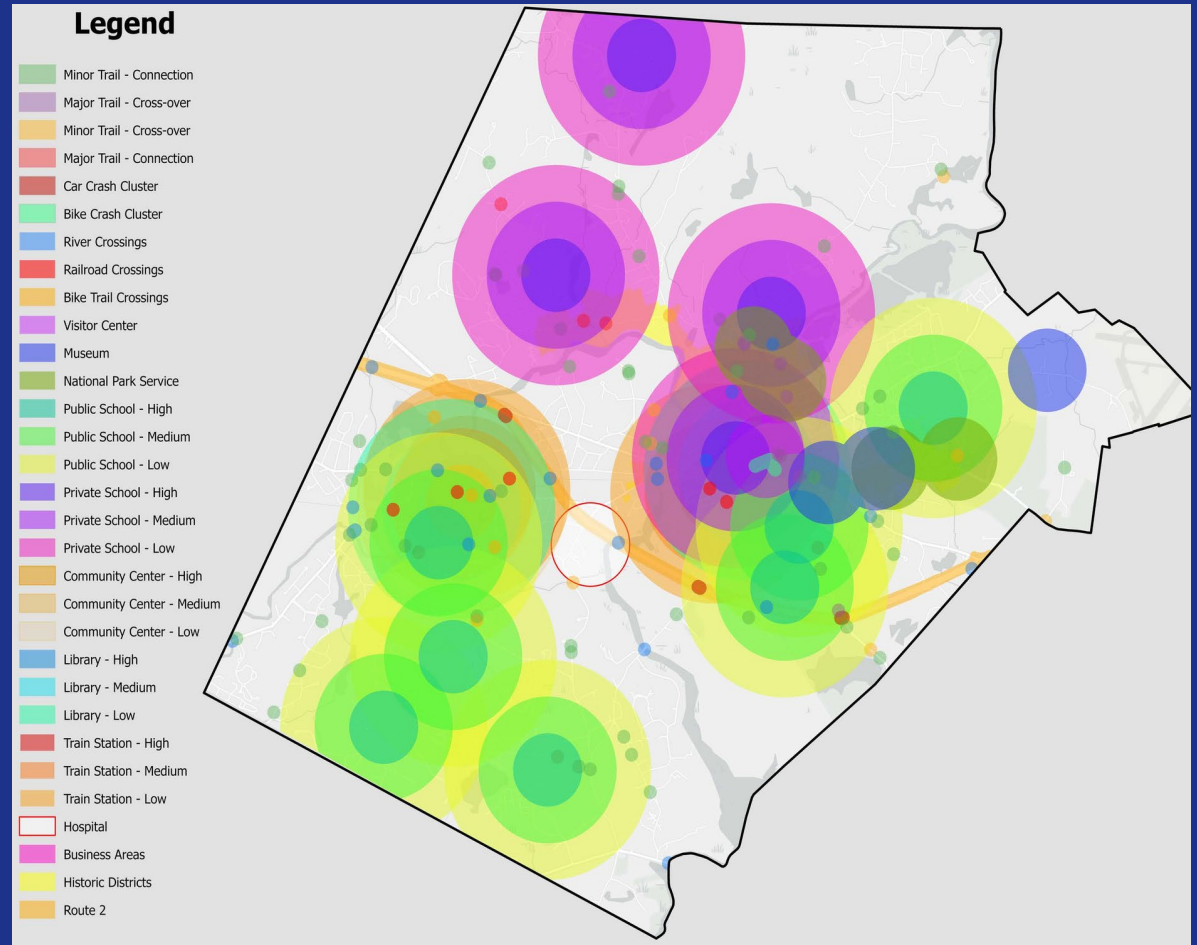 Legend
Minor Trail - Connection
Major Trail - Cross-over
Minor Trail - Cross-over
Major Trail - Connection
Car Crash Cluster
Bike Crash Cluster
River Crossings
Railroad Crossings
Bike Trail Crossings
Visitor Center
Museum
National Park Service
Public School - High
Public School - Medium
Public School - Low
Private School - High
Private School - Medium
Private School - Low
Community Center - High
Community Center - Medium
Community Center - Low
Library - High
Library - Medium
Library - Low
Train Station - High
Train Station - Medium
Train Station - Low
Hospital
Business Areas
Historic Districts
Route 2